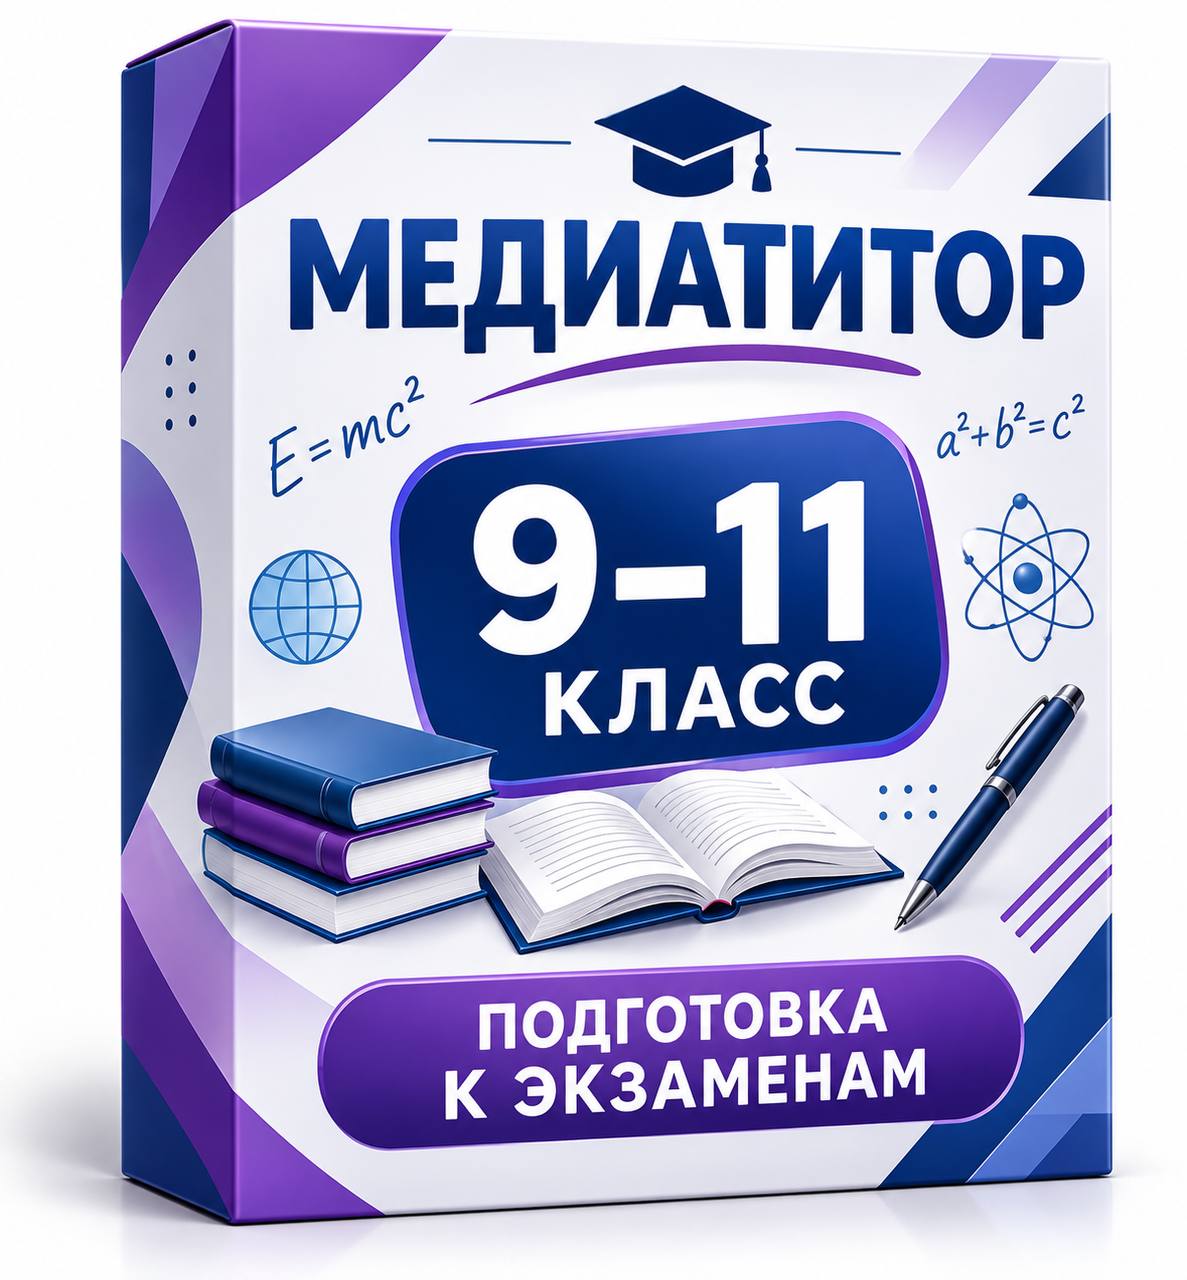 МЕДИАТИТОР
E=mc²
a²+b²=c²
9–11
КЛАСС
ПОДГОТОВКА
К ЭКЗАМЕНАМ